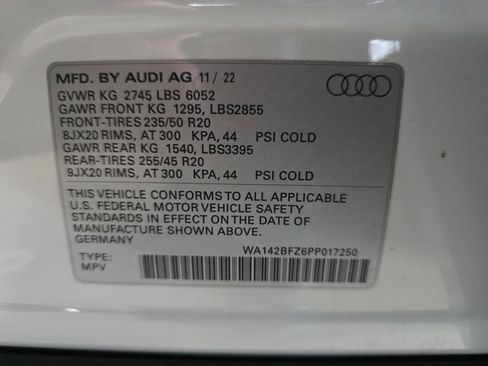 MFD. BY AUDI AG 11/ 22
GVWR KG 2745 LBS 6052
GAWR FRONT KG 1295, LBS2855
FRONT-TIRES 235/50 R20
8JX20 RIMS, AT 300 KPA, 44 PSI COLD
GAWR REAR KG 1540, LBS3395
REAR-TIRES 255/45 R20
9JX20 RIMS, AT 300 KPA, 44 PSI COLD
THIS VEHICLE CONFORMS TO ALL APPLICABLE
U.S. FEDERAL MOTOR VEHICLE SAFETY
STANDARDS IN EFFECT ON THE DATE OF
MANUFACTURE SHOWN ABOVE.
GERMANY
WA142BFZ6PP017250
TYPE:
MPV